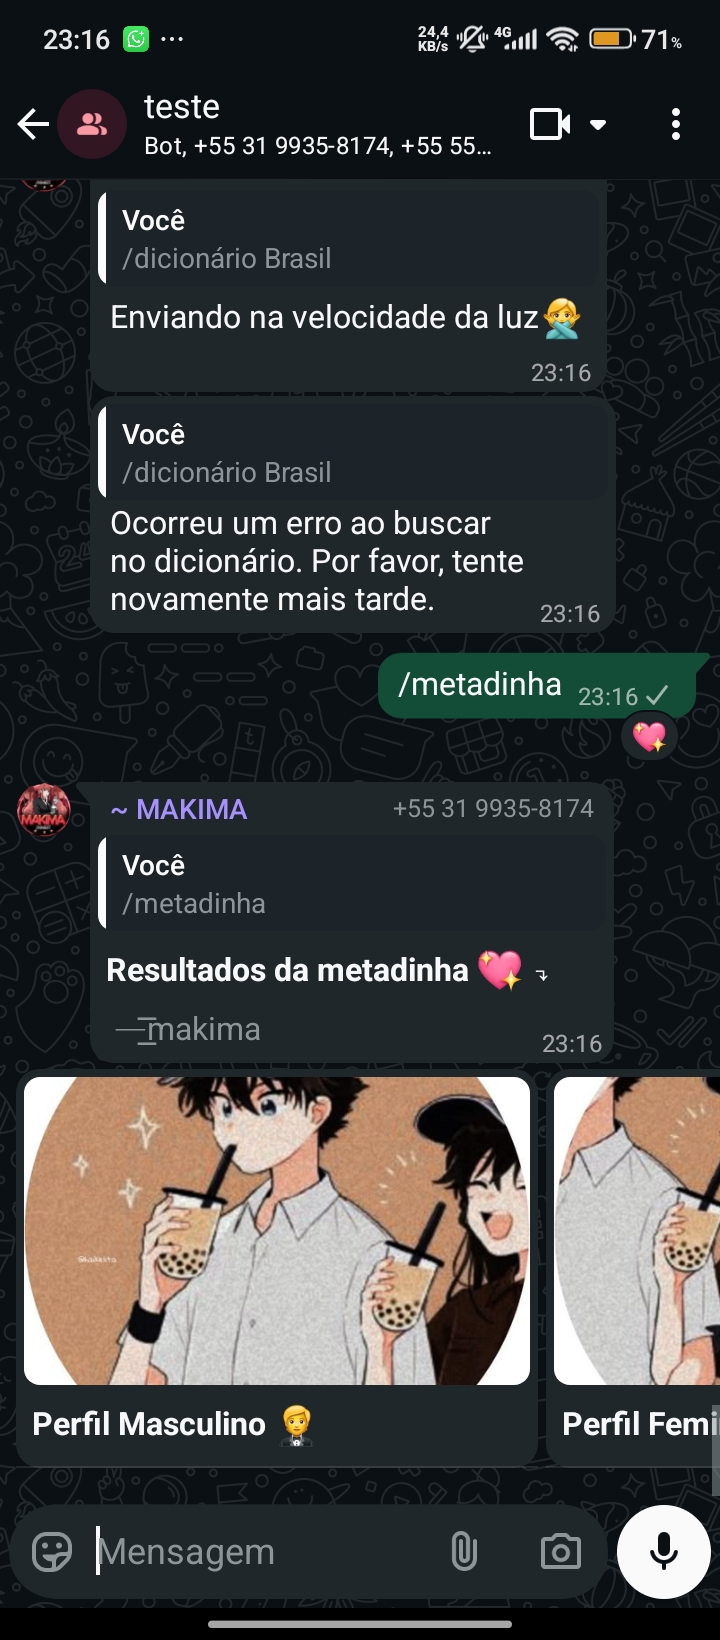 23:16 ... 24,4 KB/s 4G 71%
teste
Bot, +55 31 9935-8174, +55 55...
Você
/dicionário Brasil
Enviando na velocidade da luz🙅
23:16
Você
/dicionário Brasil
Ocorreu um erro ao buscar
no dicionário. Por favor, tente
novamente mais tarde.
23:16
/metadinha 23:16
~ MAKIMA +55 31 9935-8174
MAKIMA
Você
/metadinha
Resultados da metadinha 💖
makima
23:16
Perfil Masculino 🤵
Perfil Femi
Mensagem